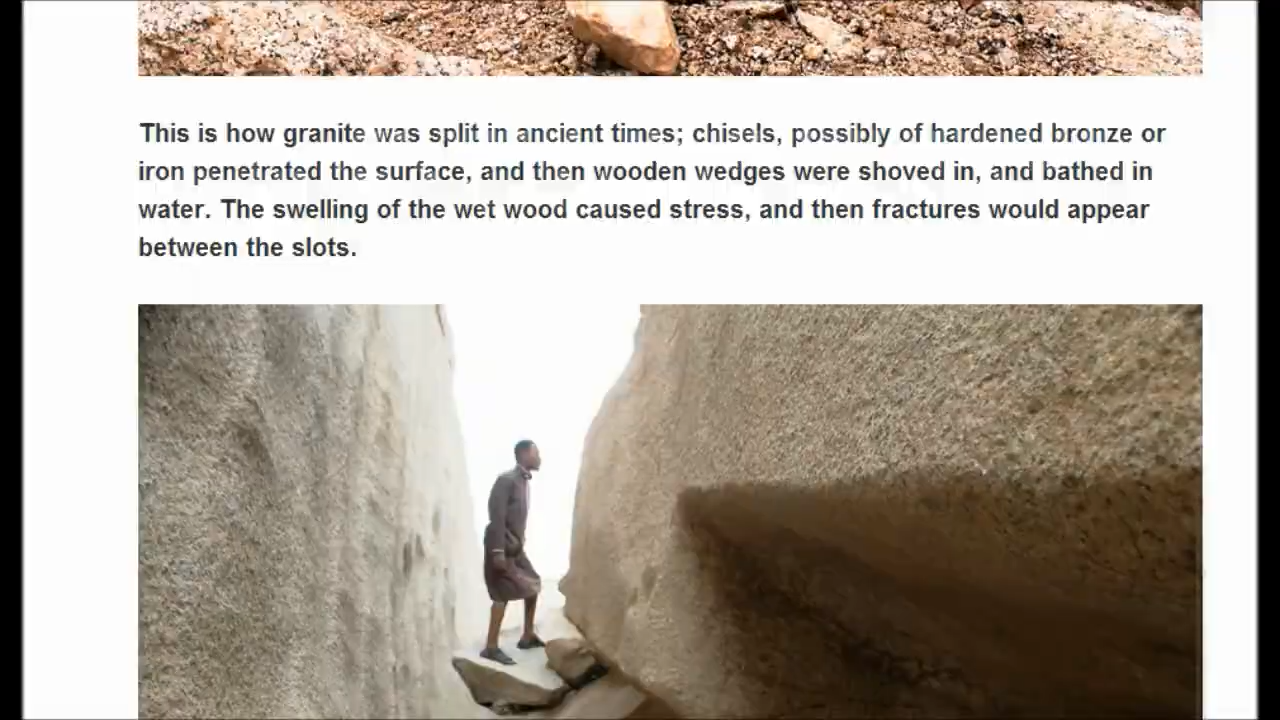 This is how granite was split in ancient times; chisels, possibly of hardened bronze or
iron penetrated the surface, and then wooden wedges were shoved in, and bathed in
water. The swelling of the wet wood caused stress, and then fractures would appear
between the slots.